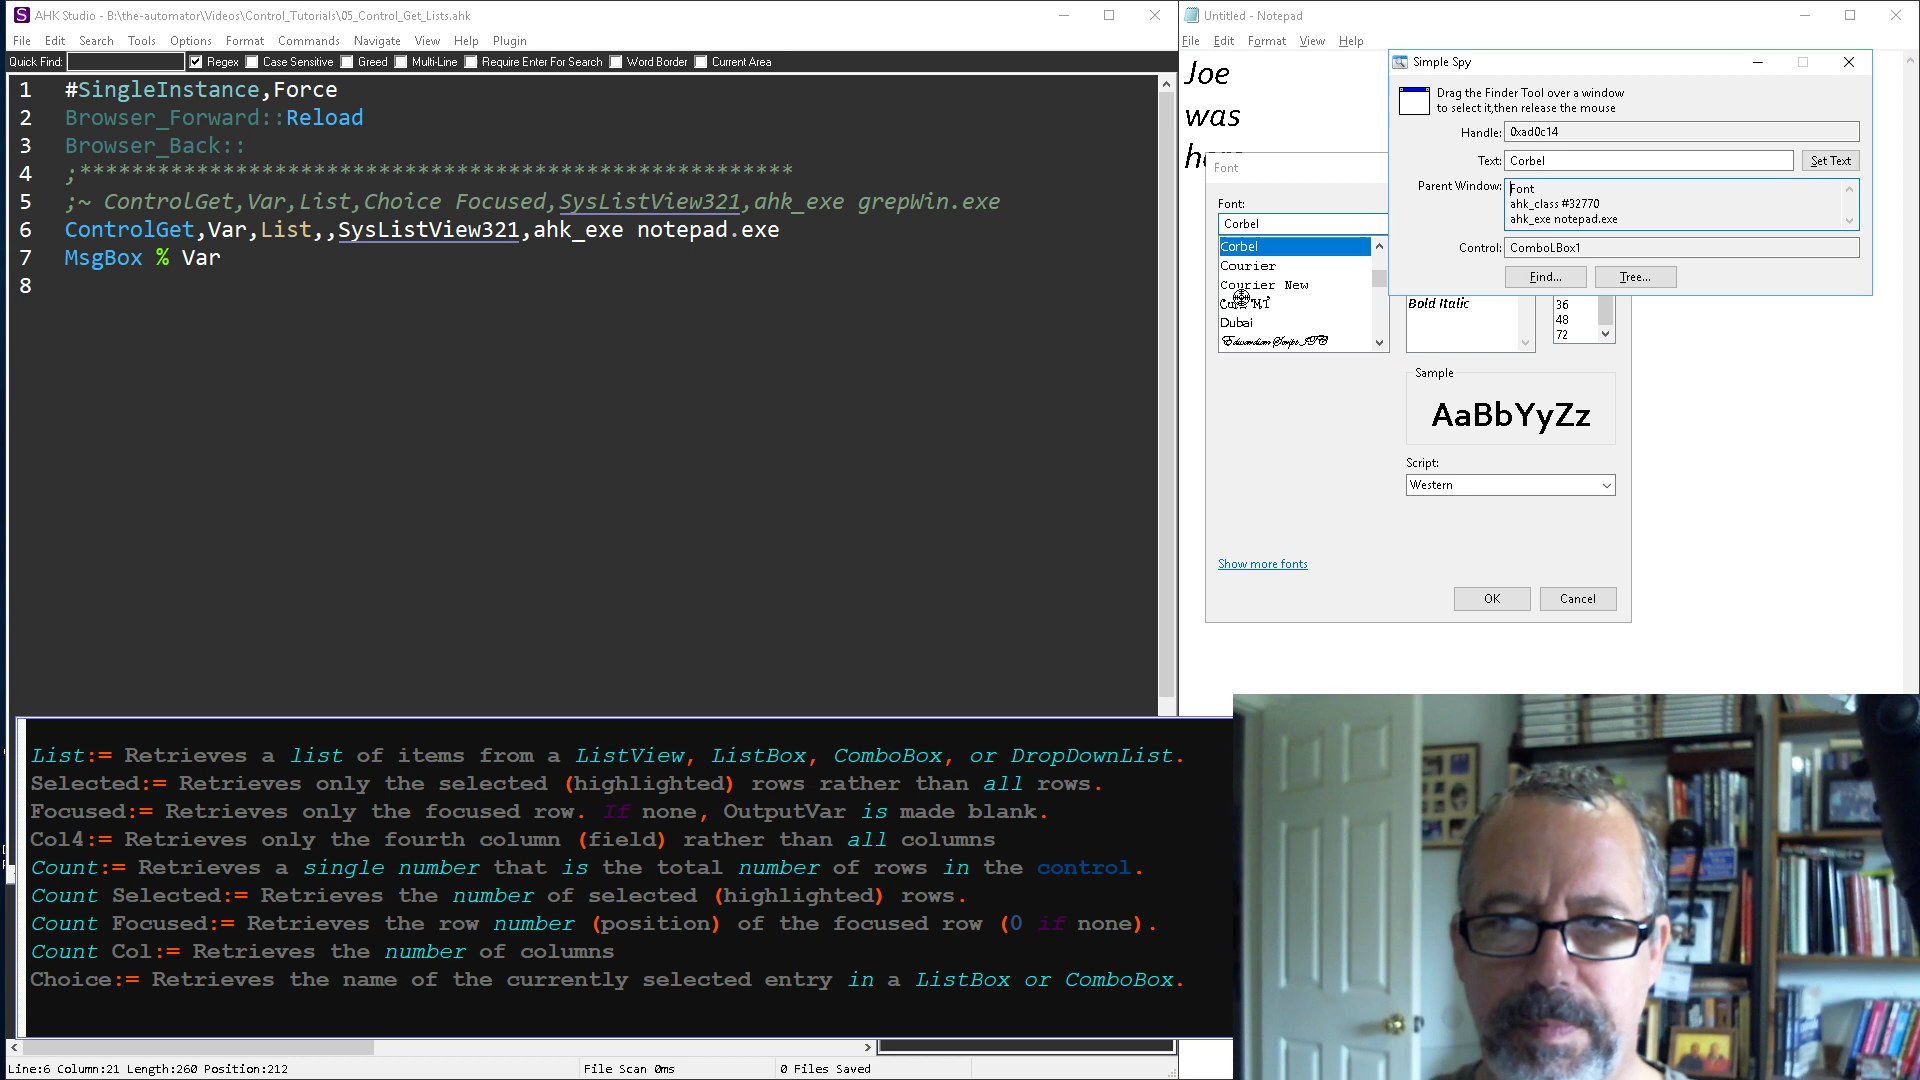 AHK Studio - B:\the-automator\Videos\Control_Tutorials\05_Control_Get_Lists.ahk
File Edit Search Tools Options Format Commands Navigate View Help Plugin
Quick Find: Regex Case Sensitive Greed Multi-Line Require Enter For Search Word Border Current Area
1 #SingleInstance,Force
2 Browser_Forward::Reload
3 Browser_Back::
4 ;*******************************************************
5 ;~ ControlGet,Var,List,Choice Focused,SysListView321,ahk_exe grepWin.exe
6 ControlGet,Var,List,,SysListView321,ahk_exe notepad.exe
7 MsgBox % Var
8
List:= Retrieves a list of items from a ListView, ListBox, ComboBox, or DropDownList.
Selected:= Retrieves only the selected (highlighted) rows rather than all rows.
Focused:= Retrieves only the focused row. If none, OutputVar is made blank.
Col4:= Retrieves only the fourth column (field) rather than all columns
Count:= Retrieves a single number that is the total number of rows in the control.
Count Selected:= Retrieves the number of selected (highlighted) rows.
Count Focused:= Retrieves the row number (position) of the focused row (0 if none).
Count Col:= Retrieves the number of columns
Choice:= Retrieves the name of the currently selected entry in a ListBox or ComboBox.
Line:6 Column:21 Length:260 Position:212 File Scan 0ms 0 Files Saved
Untitled - Notepad
File Edit Format View Help
Joe
was
Simple Spy
Drag the Finder Tool over a window
to select it,then release the mouse
Handle: 0xad0c14
Text: Corbel Set Text
Parent Window: Font
ahk_class #32770
ahk_exe notepad.exe
Control: ComboLBox1
Find... Tree...
Font
Font:
Corbel
Corbel
Courier
Courier New
MT
Dubai
Edwardian Script ITC
Bold Italic
36
48
72
Sample
AaBbYyZz
Script:
Western
Show more fonts
OK Cancel